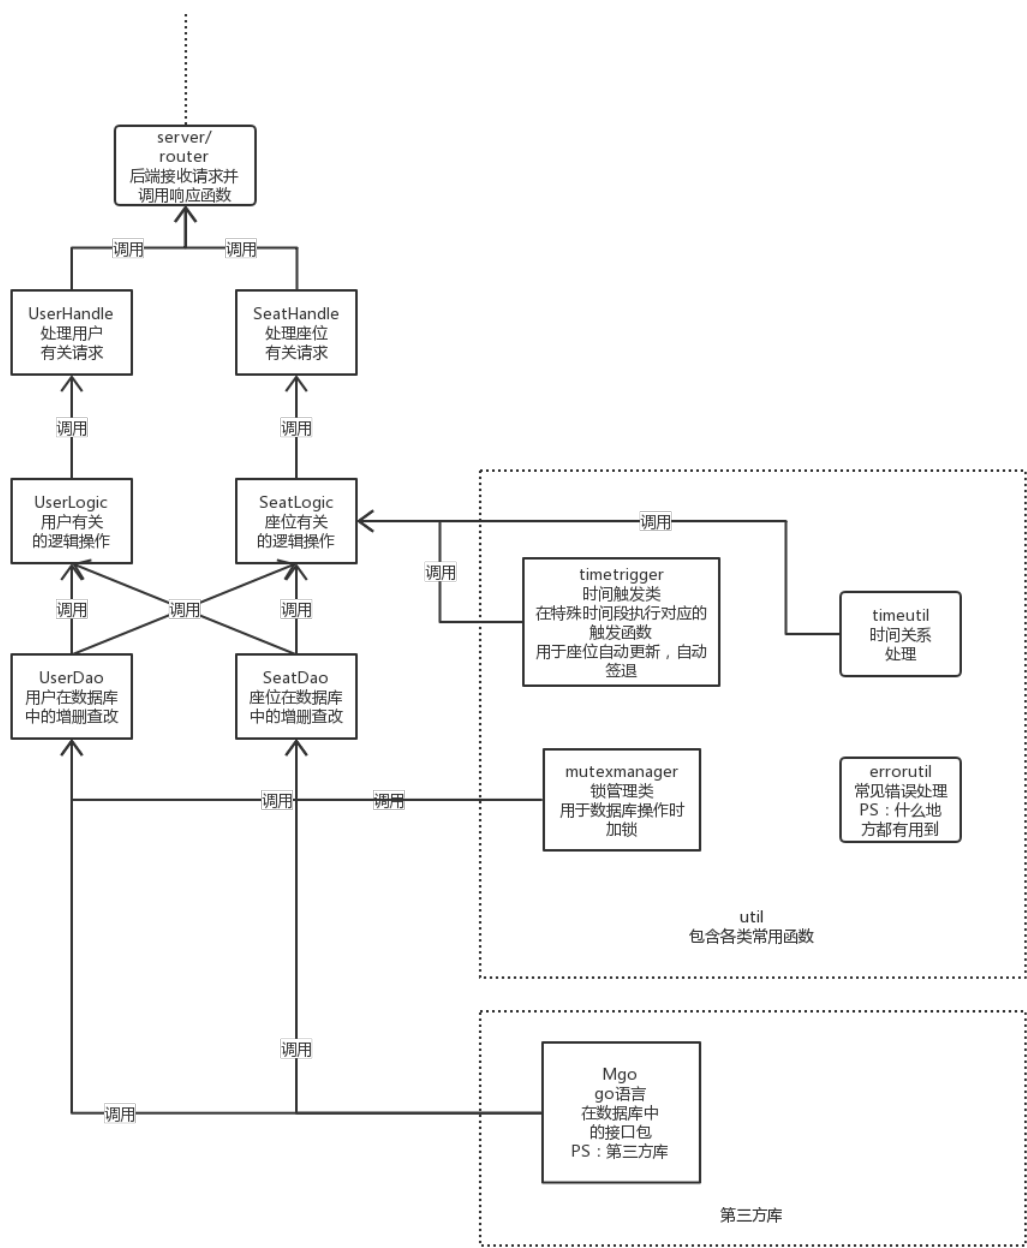 server/
router
后端接收请求并
调用响应函数
调用
调用
UserHandle
处理用户
有关请求
SeatHandle
处理座位
有关请求
调用
调用
UserLogic
用户有关
的逻辑操作
SeatLogic
座位有关
的逻辑操作
调用
调用
timetrigger
时间触发类
在特殊时间段执行对应的
触发函数
用于座位自动更新，自动
签退
timeutil
时间关系
处理
调用
调用
调用
UserDao
用户在数据库
中的增删查改
SeatDao
座位在数据库
中的增删查改
调用
调用
mutexmanager
锁管理类
用于数据库操作时
加锁
errorutil
常见错误处理
PS：什么地
方都有用到
util
包含各类常用函数
调用
调用
Mgo
go语言
在数据库中
的接口包
PS：第三方库
第三方库